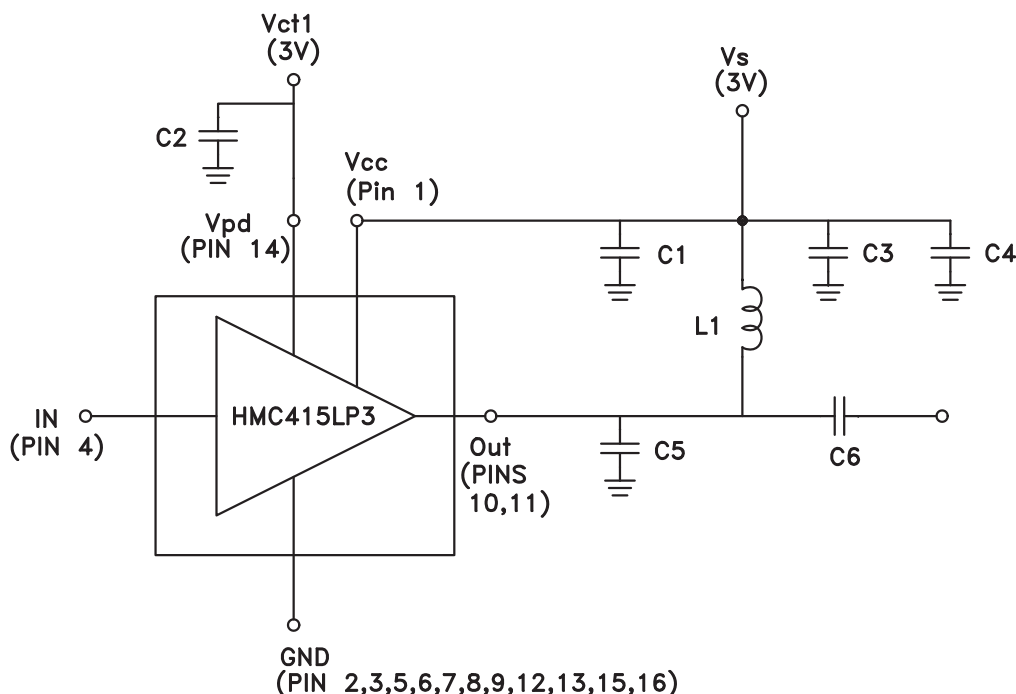 Vct1
(3V)
Vs
(3V)
C2
Vcc
(Pin 1)
Vpd
(PIN 14)
C1
C3
C4
L1
IN
(PIN 4)
HMC415LP3
Out
(PINS
10,11)
C5
C6
GND
(PIN 2,3,5,6,7,8,9,12,13,15,16)